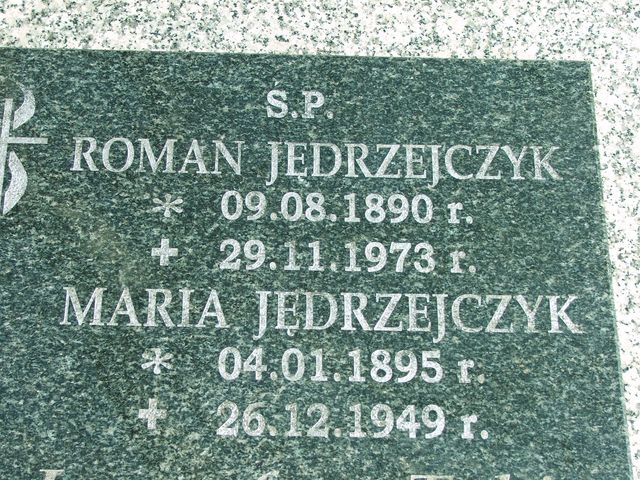 Ś.P.
ROMAN JĘDRZEJCZYK
* 09.08.1890 r.
+ 29.11.1973 r.
MARIA JĘDRZEJCZYK
* 04.01.1895 r.
+ 26.12.1949 r.